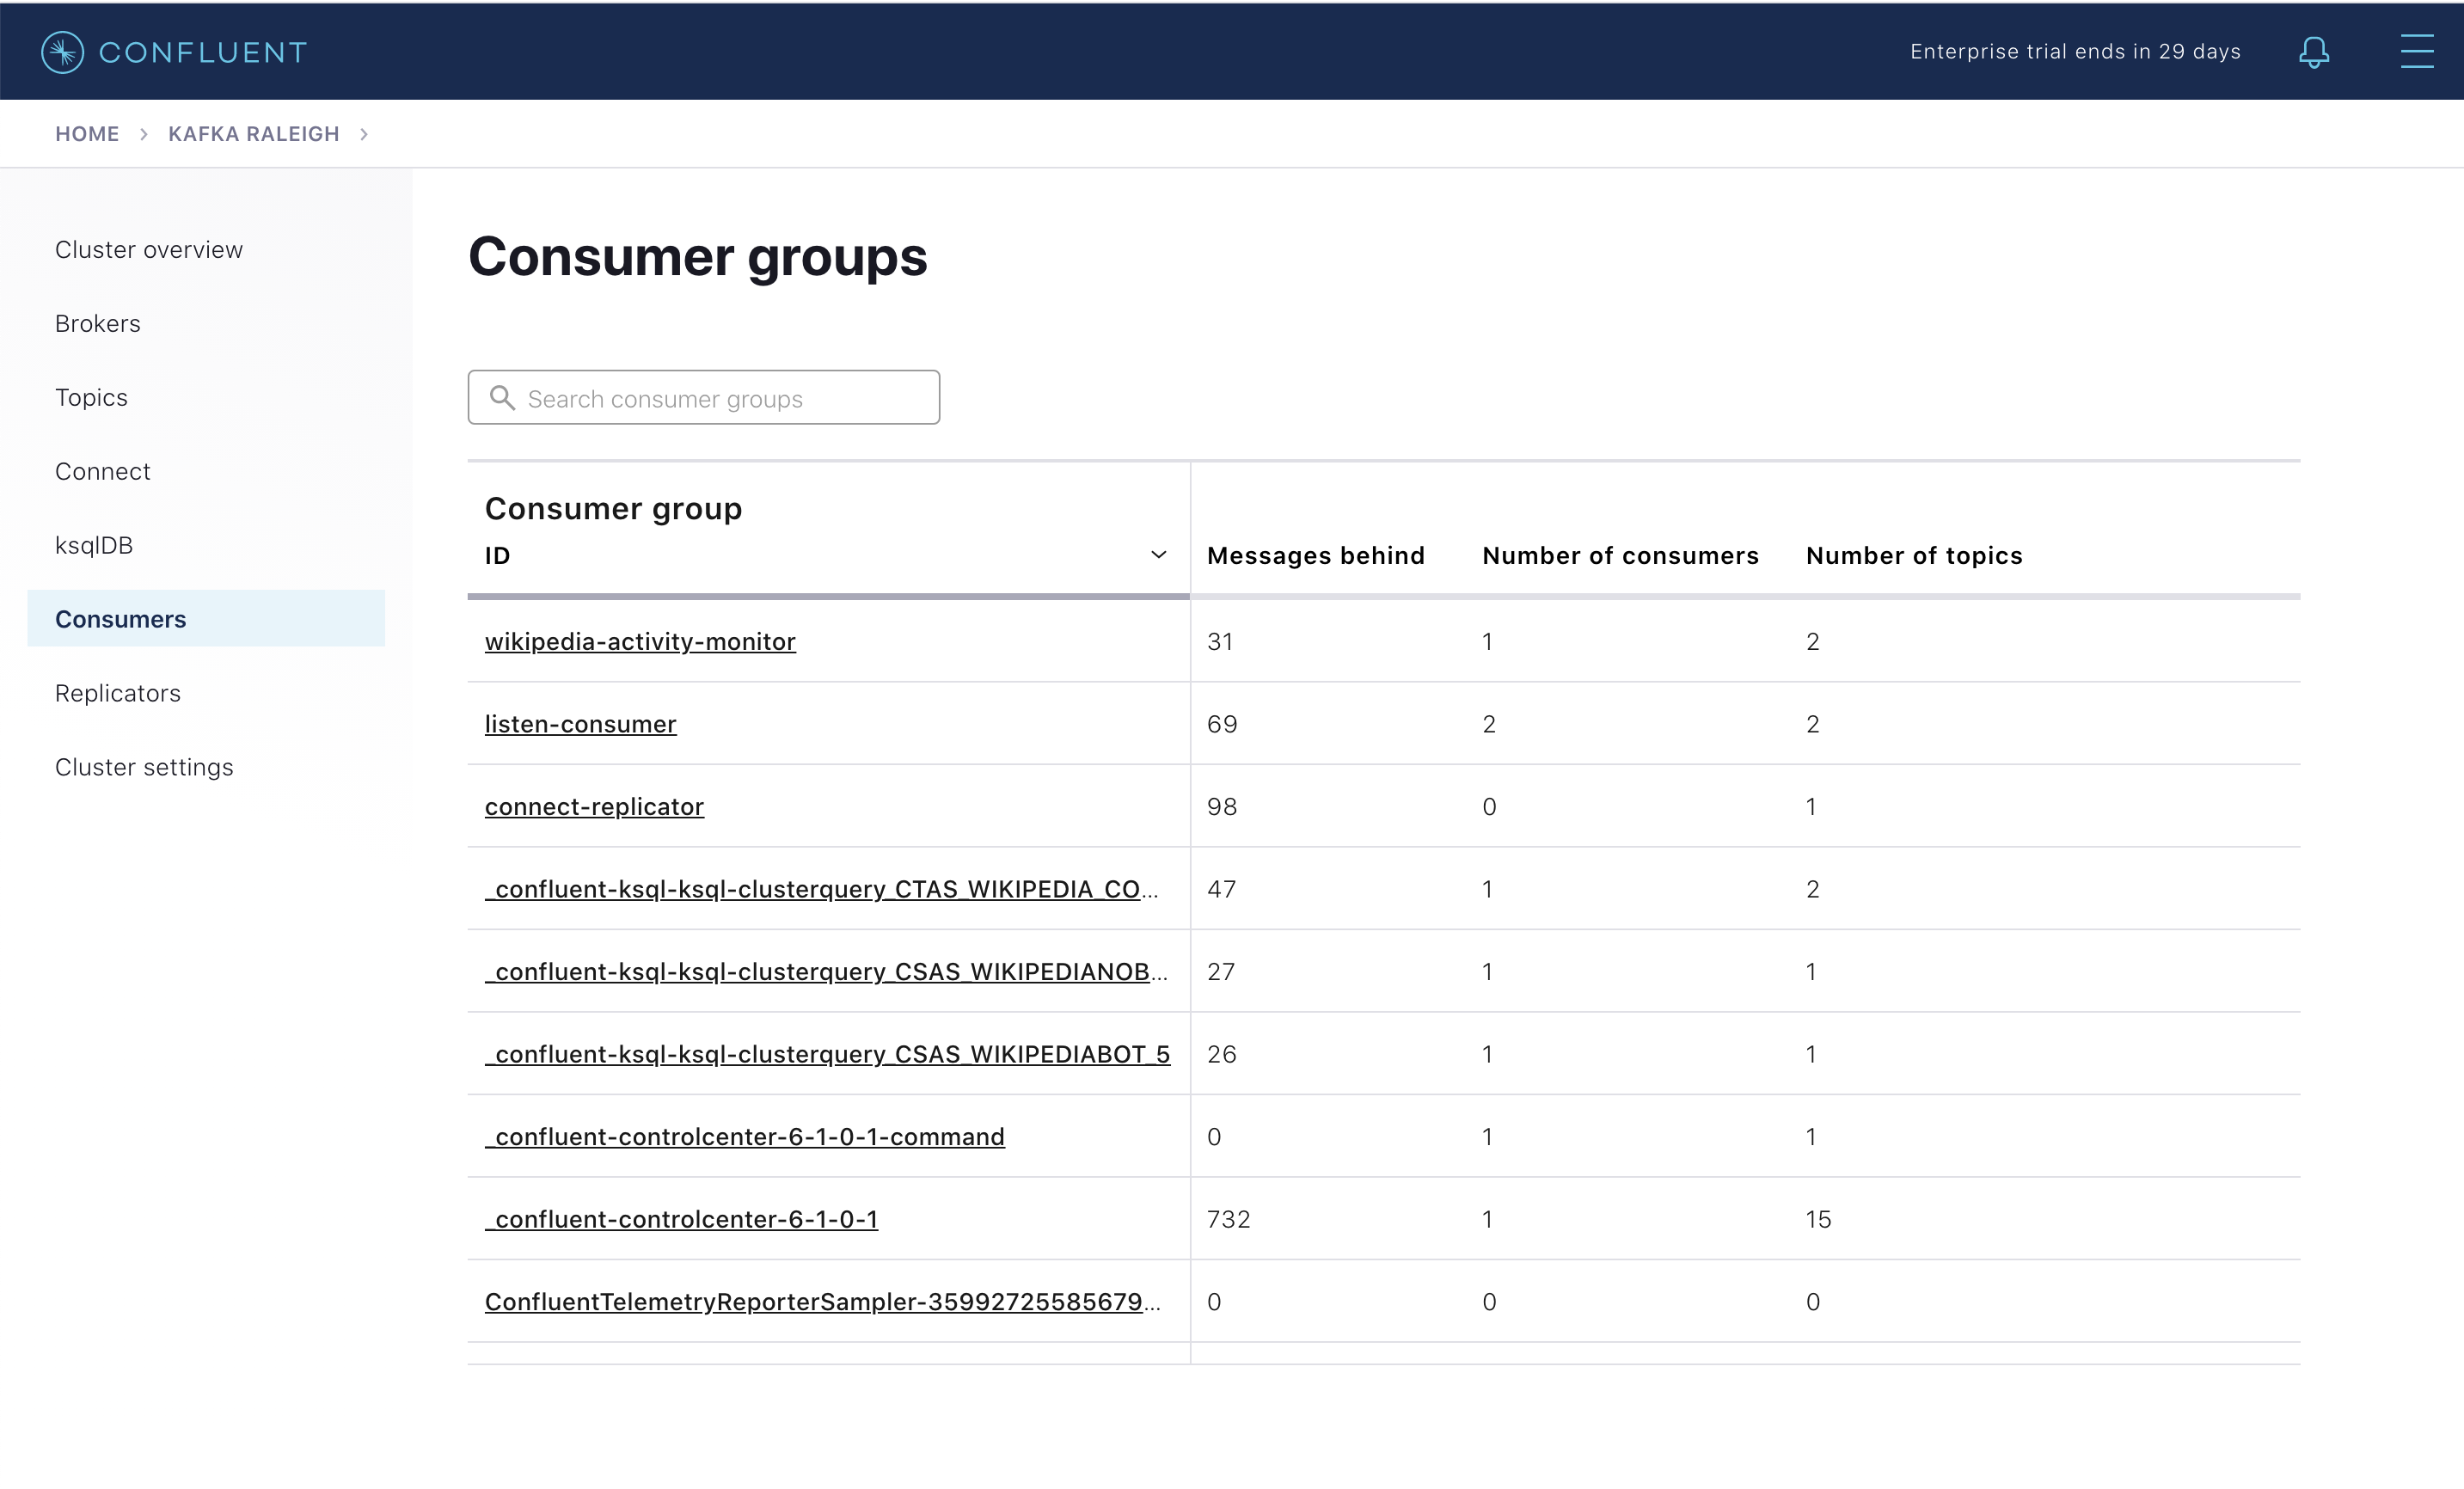 CONFLUENT
Enterprise trial ends in 29 days
HOME > KAFKA RALEIGH >
Cluster overview
Brokers
Topics
Connect
ksqlDB
Consumers
Replicators
Cluster settings
Consumer groups
Search consumer groups
Consumer group
ID Messages behind Number of consumers Number of topics
wikipedia-activity-monitor 31 1 2
listen-consumer 69 2 2
connect-replicator 98 0 1
_confluent-ksql-ksql-clusterquery_CTAS_WIKIPEDIA_CO... 47 1 2
_confluent-ksql-ksql-clusterquery_CSAS_WIKIPEDIANOB... 27 1 1
_confluent-ksql-ksql-clusterquery_CSAS_WIKIPEDIABOT_5 26 1 1
_confluent-controlcenter-6-1-0-1-command 0 1 1
_confluent-controlcenter-6-1-0-1 732 1 15
ConfluentTelemetryReporterSampler-35992725585679... 0 0 0